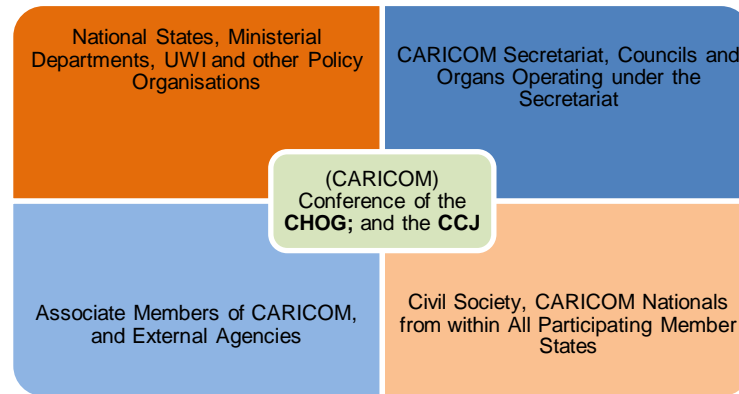 National States, Ministerial
Departments, UWI and other Policy
Organisations
CARICOM Secretariat, Councils and
Organs Operating under the
Secretariat
(CARICOM)
Conference of the
CHOG; and the CCJ
Associate Members of CARICOM,
and External Agencies
Civil Society, CARICOM Nationals
from within All Participating Member
States